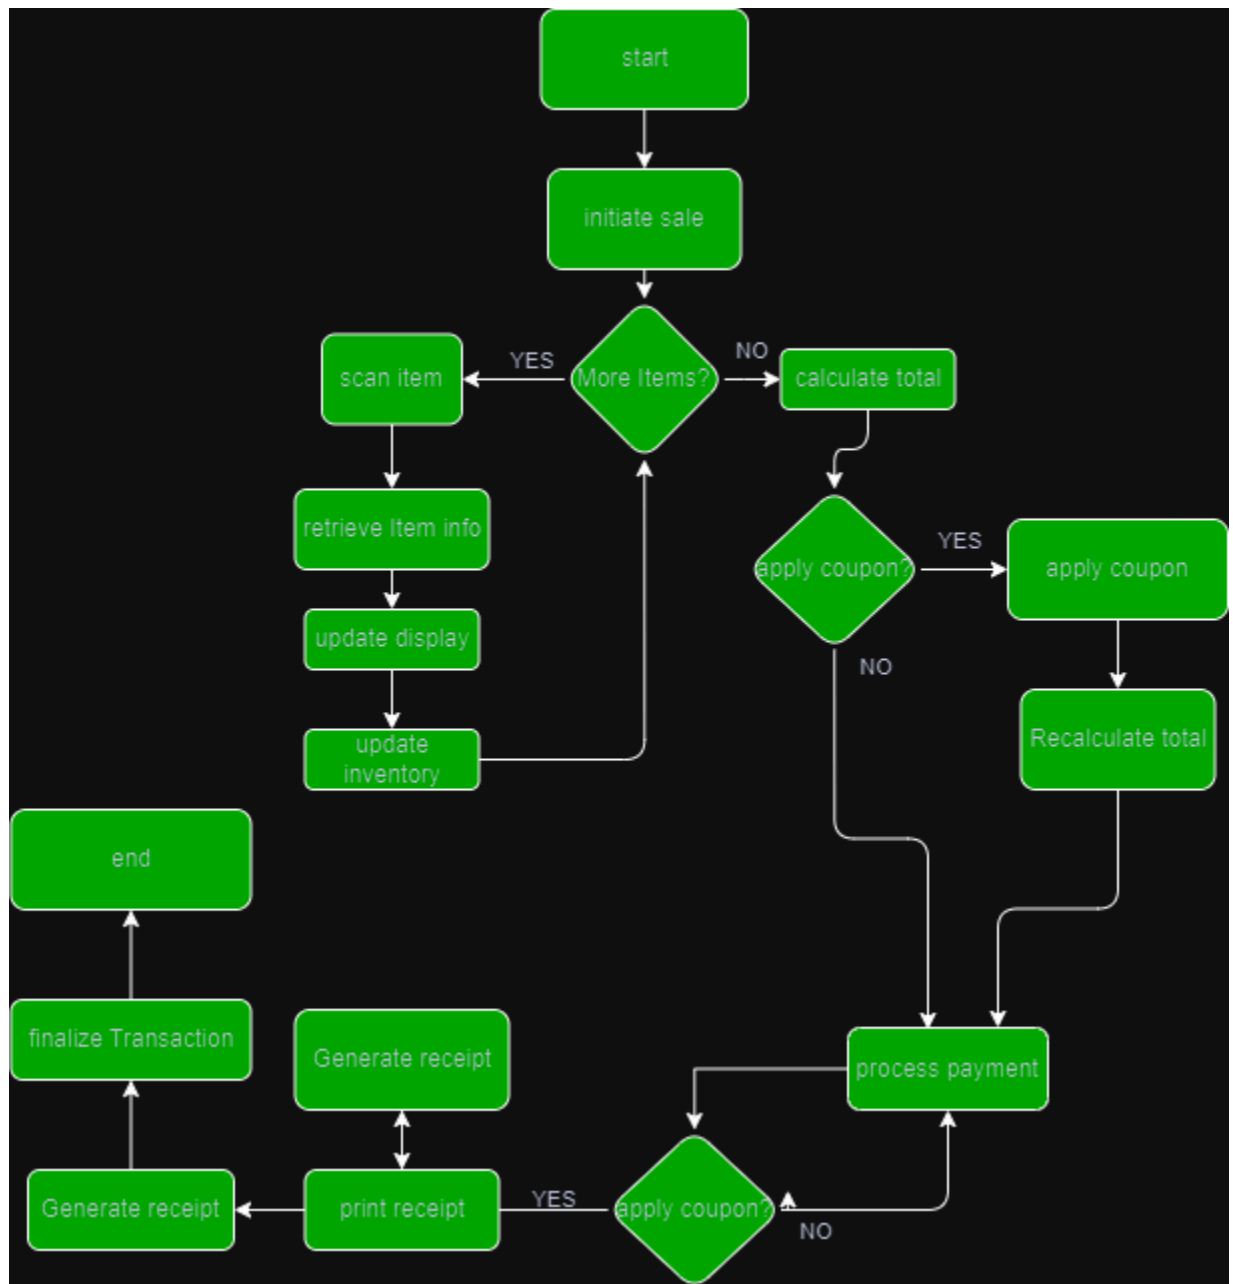 start
initiate sale
YES
NO
scan item
More Items?
calculate total
retrieve Item info
YES
apply coupon?
apply coupon
update display
NO
Recalculate total
update
inventory
end
finalize Transaction
Generate receipt
process payment
Generate receipt
print receipt
YES
apply coupon?
NO